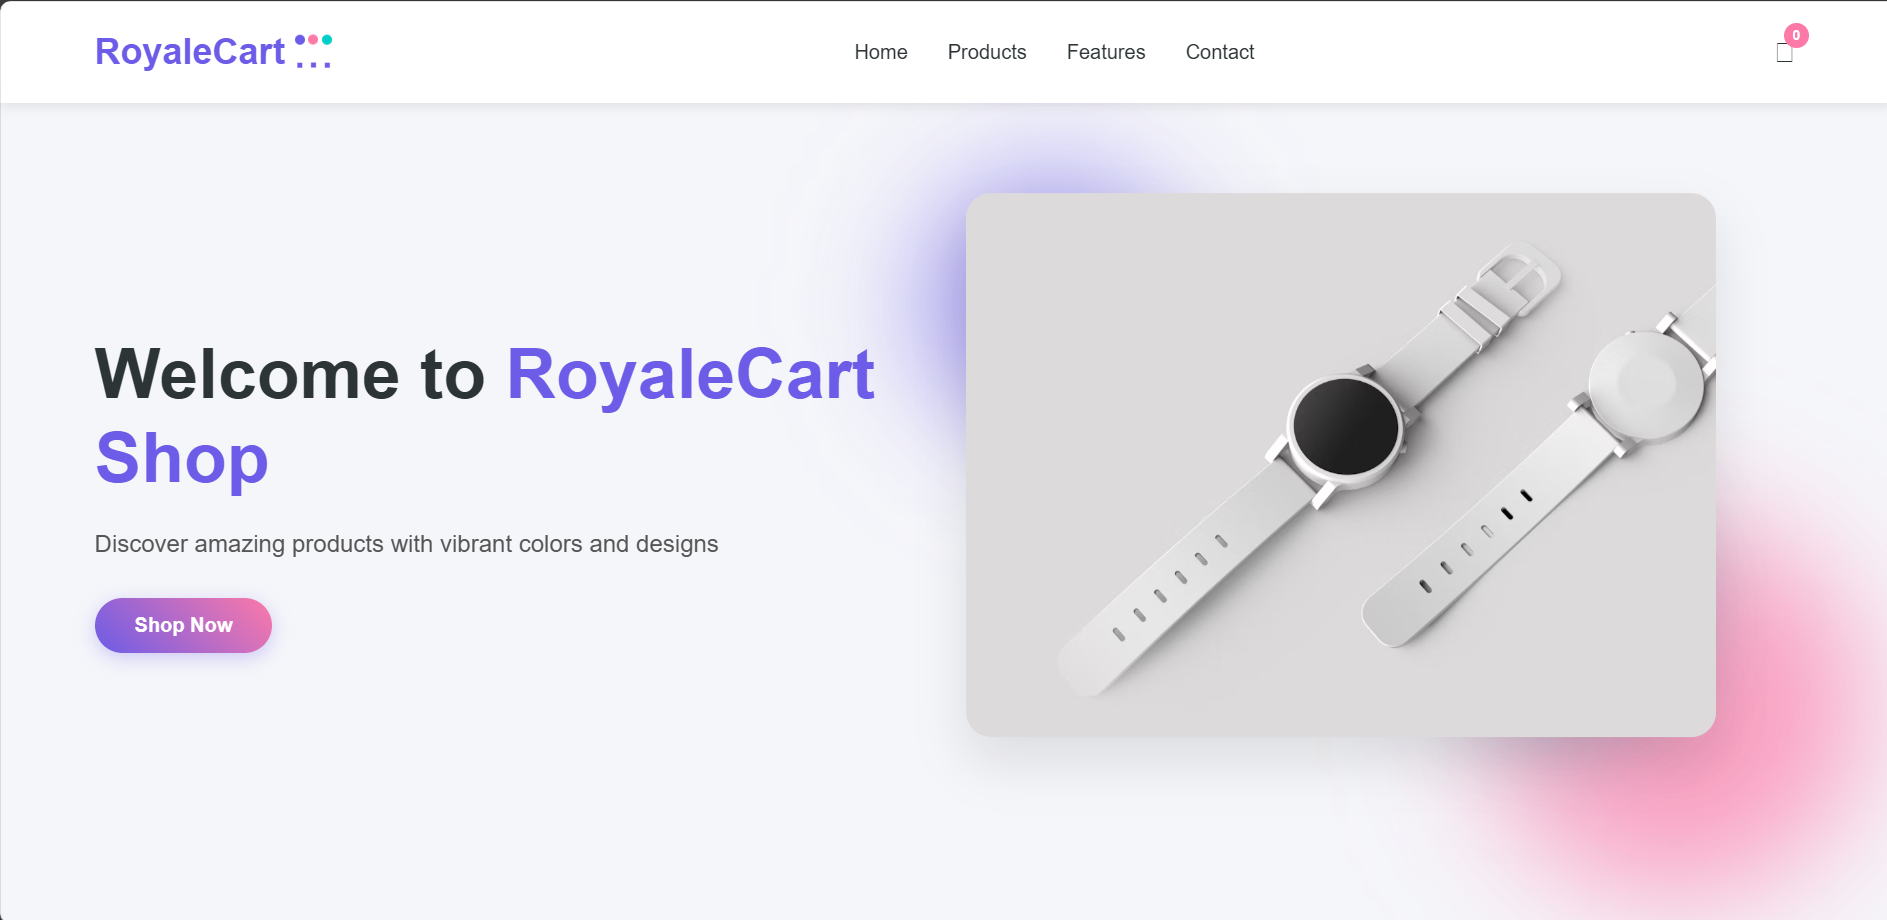 RoyaleCart
Home
Products
Features
Contact
0
Welcome to RoyaleCart
Shop
Discover amazing products with vibrant colors and designs
Shop Now